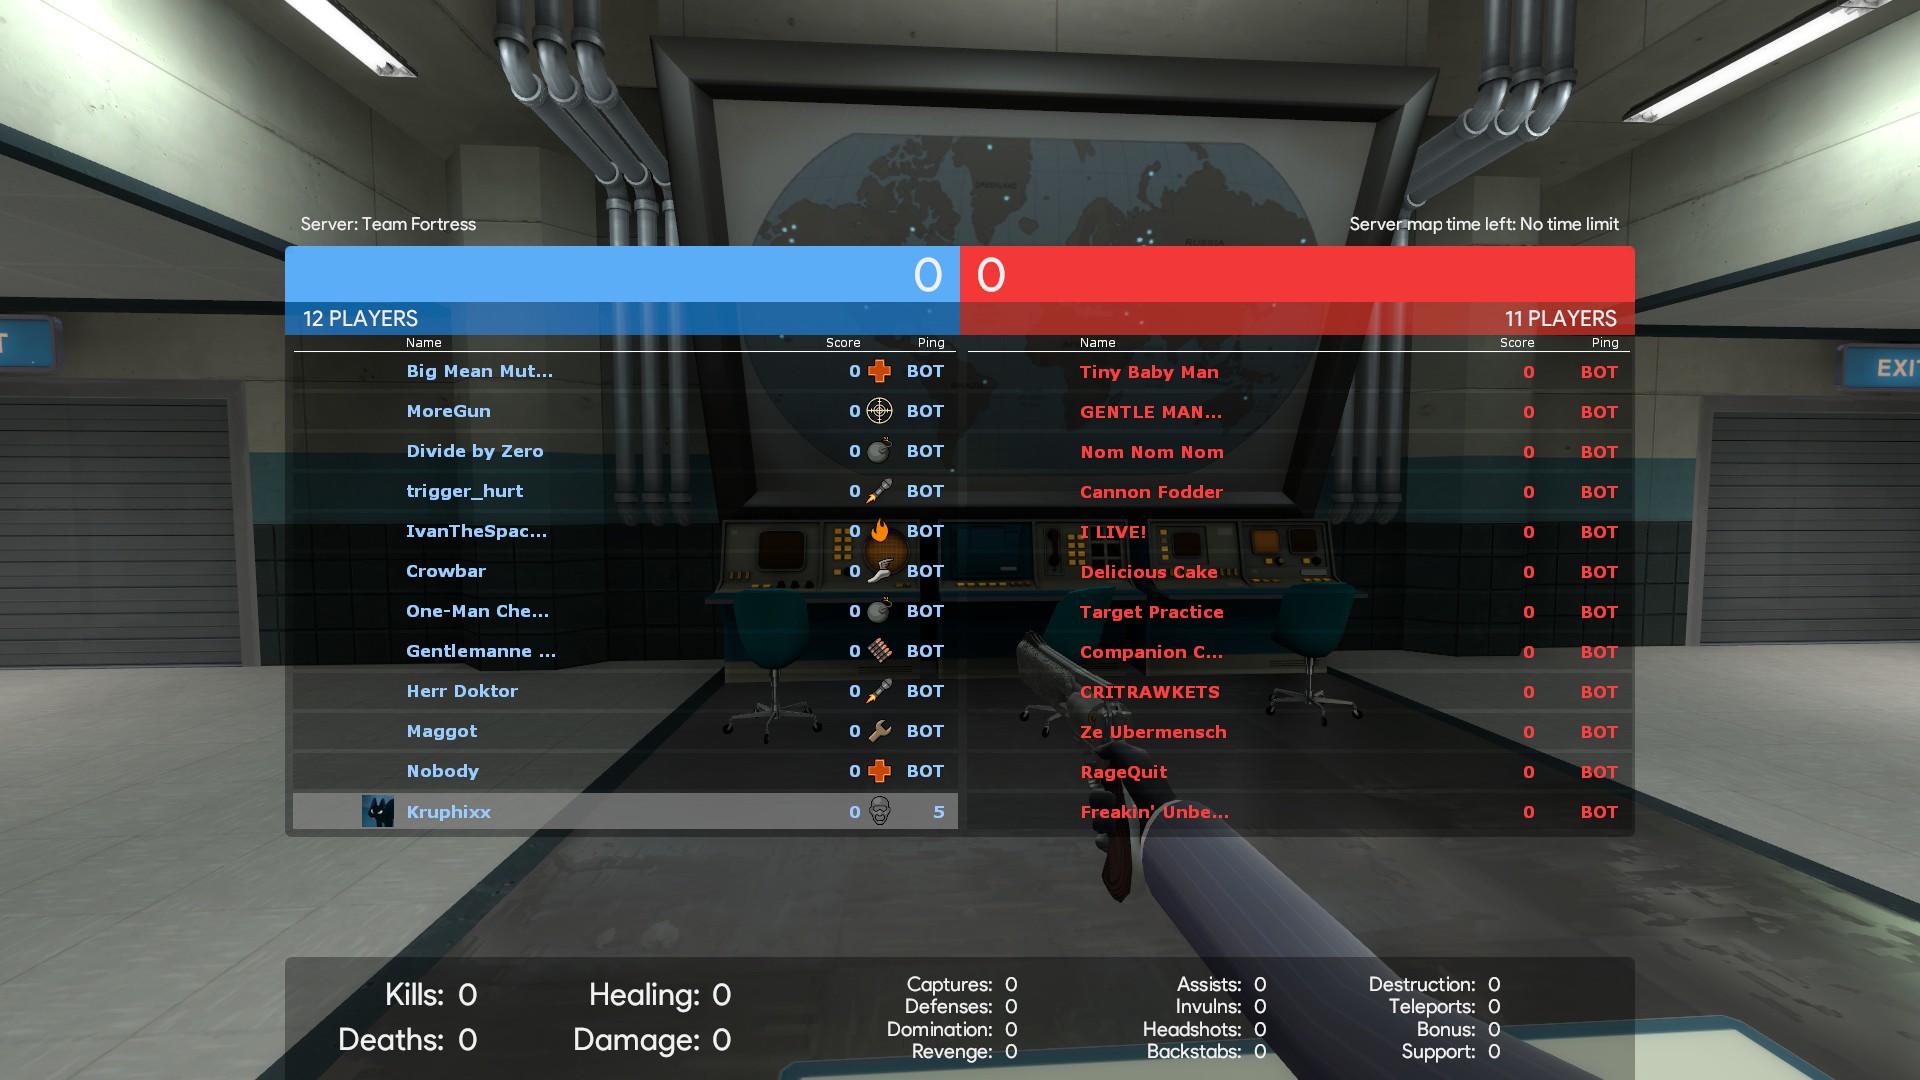 GREENLAND
RUSSIA
Server: Team Fortress
Server map time left: No time limit
0
0
12 PLAYERS
11 PLAYERS
Name Score Ping
Name Score Ping
Big Mean Mut... 0 BOT
Tiny Baby Man 0 BOT
MoreGun 0 BOT
GENTLE MAN... 0 BOT
Divide by Zero 0 BOT
Nom Nom Nom 0 BOT
trigger_hurt 0 BOT
Cannon Fodder 0 BOT
IvanTheSpac... 0 BOT
I LIVE! 0 BOT
Crowbar 0 BOT
Delicious Cake 0 BOT
One-Man Che... 0 BOT
Target Practice 0 BOT
Gentlemanne ... 0 BOT
Companion C... 0 BOT
Herr Doktor 0 BOT
CRITRAWKETS 0 BOT
Maggot 0 BOT
Ze Ubermensch 0 BOT
Nobody 0 BOT
RageQuit 0 BOT
Kruphixx 0 5
Freakin' Unbe... 0 BOT
EXIT
Kills: 0
Deaths: 0
Healing: 0
Damage: 0
Captures: 0
Defenses: 0
Domination: 0
Revenge: 0
Assists: 0
Invulns: 0
Headshots: 0
Backstabs: 0
Destruction: 0
Teleports: 0
Bonus: 0
Support: 0